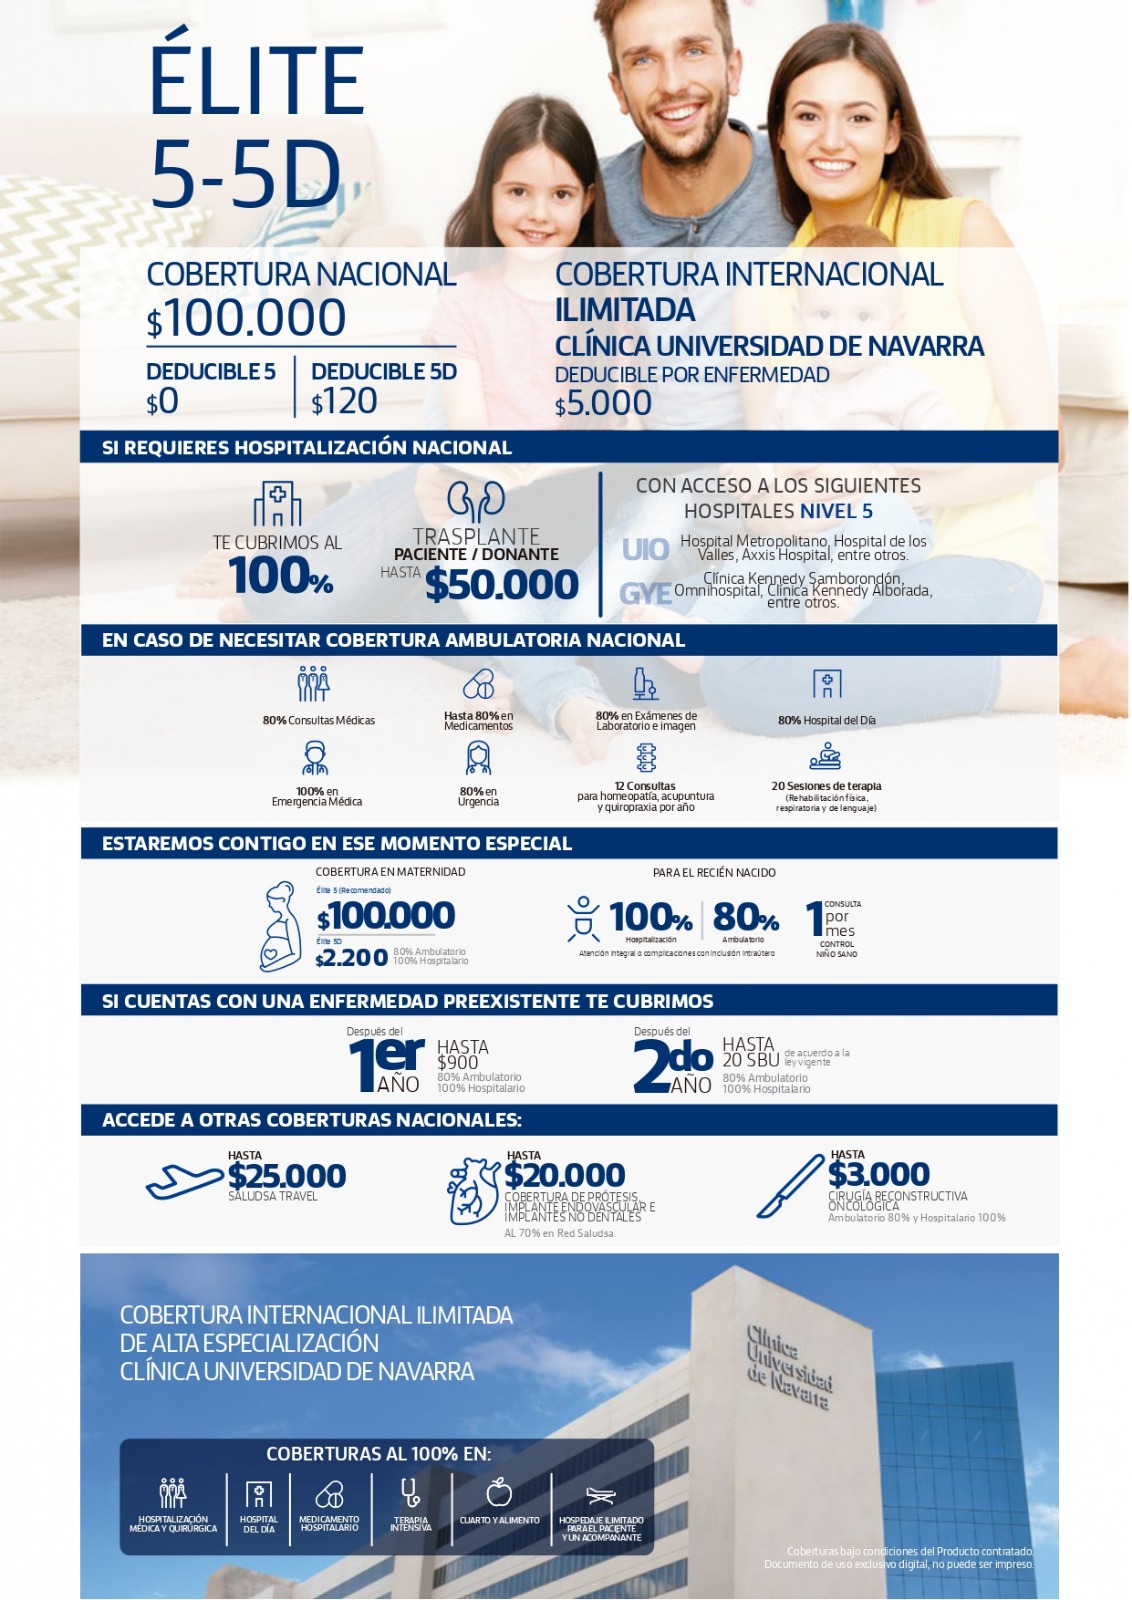 ÉLITE
5-5D
COBERTURA NACIONAL
$100.000
DEDUCIBLE 5
$0
DEDUCIBLE 5D
$120
COBERTURA INTERNACIONAL
ILIMITADA
CLÍNICA UNIVERSIDAD DE NAVARRA
DEDUCIBLE POR ENFERMEDAD
$5.000
SI REQUIERES HOSPITALIZACIÓN NACIONAL
TE CUBRIMOS AL
100%
TRASPLANTE
PACIENTE / DONANTE
HASTA $50.000
CON ACCESO A LOS SIGUIENTES
HOSPITALES NIVEL 5
UIO
Hospital Metropolitano, Hospital de los
Valles, Axxis Hospital, entre otros.
GYE
Clínica Kennedy Samborondón,
Omnihospital, Clínica Kennedy Alborada,
entre otros.
EN CASO DE NECESITAR COBERTURA AMBULATORIA NACIONAL
80% Consultas Médicas
Hasta 80% en
Medicamentos
80% en Exámenes de
Laboratorio e imagen
80% Hospital del Día
100% en
Emergencia Médica
80% en
Urgencia
12 Consultas
para homeopatía, acupuntura
y quiropraxia por año
20 Sesiones de terapia
(Rehabilitación física,
respiratoria y de lenguaje)
ESTAREMOS CONTIGO EN ESE MOMENTO ESPECIAL
COBERTURA EN MATERNIDAD
Élite 5 (Recomendado)
$100.000
Élite 5D
$2.200
80% Ambulatorio
100% Hospitalario
PARA EL RECIÉN NACIDO
100%
Hospitalización
80%
Ambulatorio
Atención integral o complicaciones con inclusión intraútero
1 CONSULTA
por
mes
CONTROL
NIÑO SANO
SI CUENTAS CON UNA ENFERMEDAD PREEXISTENTE TE CUBRIMOS
Después del
1er
AÑO
HASTA
$900
80% Ambulatorio
100% Hospitalario
Después del
2do
AÑO
HASTA
20 SBU
de acuerdo a la
ley vigente
80% Ambulatorio
100% Hospitalario
ACCEDE A OTRAS COBERTURAS NACIONALES:
HASTA
$25.000
SALUDSA TRAVEL
HASTA
$20.000
COBERTURA DE PRÓTESIS,
IMPLANTE ENDOVASCULAR E
IMPLANTES NO DENTALES
AL 70% en Red Saludsa
HASTA
$3.000
CIRUGÍA RECONSTRUCTIVA
ONCOLÓGICA
Ambulatorio 80% y Hospitalario 100%
COBERTURA INTERNACIONAL ILIMITADA
DE ALTA ESPECIALIZACIÓN
CLÍNICA UNIVERSIDAD DE NAVARRA
Clínica
Universidad
de Navarra
COBERTURAS AL 100% EN:
HOSPITALIZACIÓN
MÉDICA Y QUIRÚRGICA
HOSPITAL
DEL DÍA
MEDICAMENTO
HOSPITALARIO
TERAPIA
INTENSIVA
CUARTO Y ALIMENTO
HOSPEDAJE ILIMITADO
PARA EL PACIENTE
Y UN ACOMPAÑANTE
Coberturas bajo condiciones del Producto contratado.
Documento de uso exclusivo digital, no puede ser impreso.